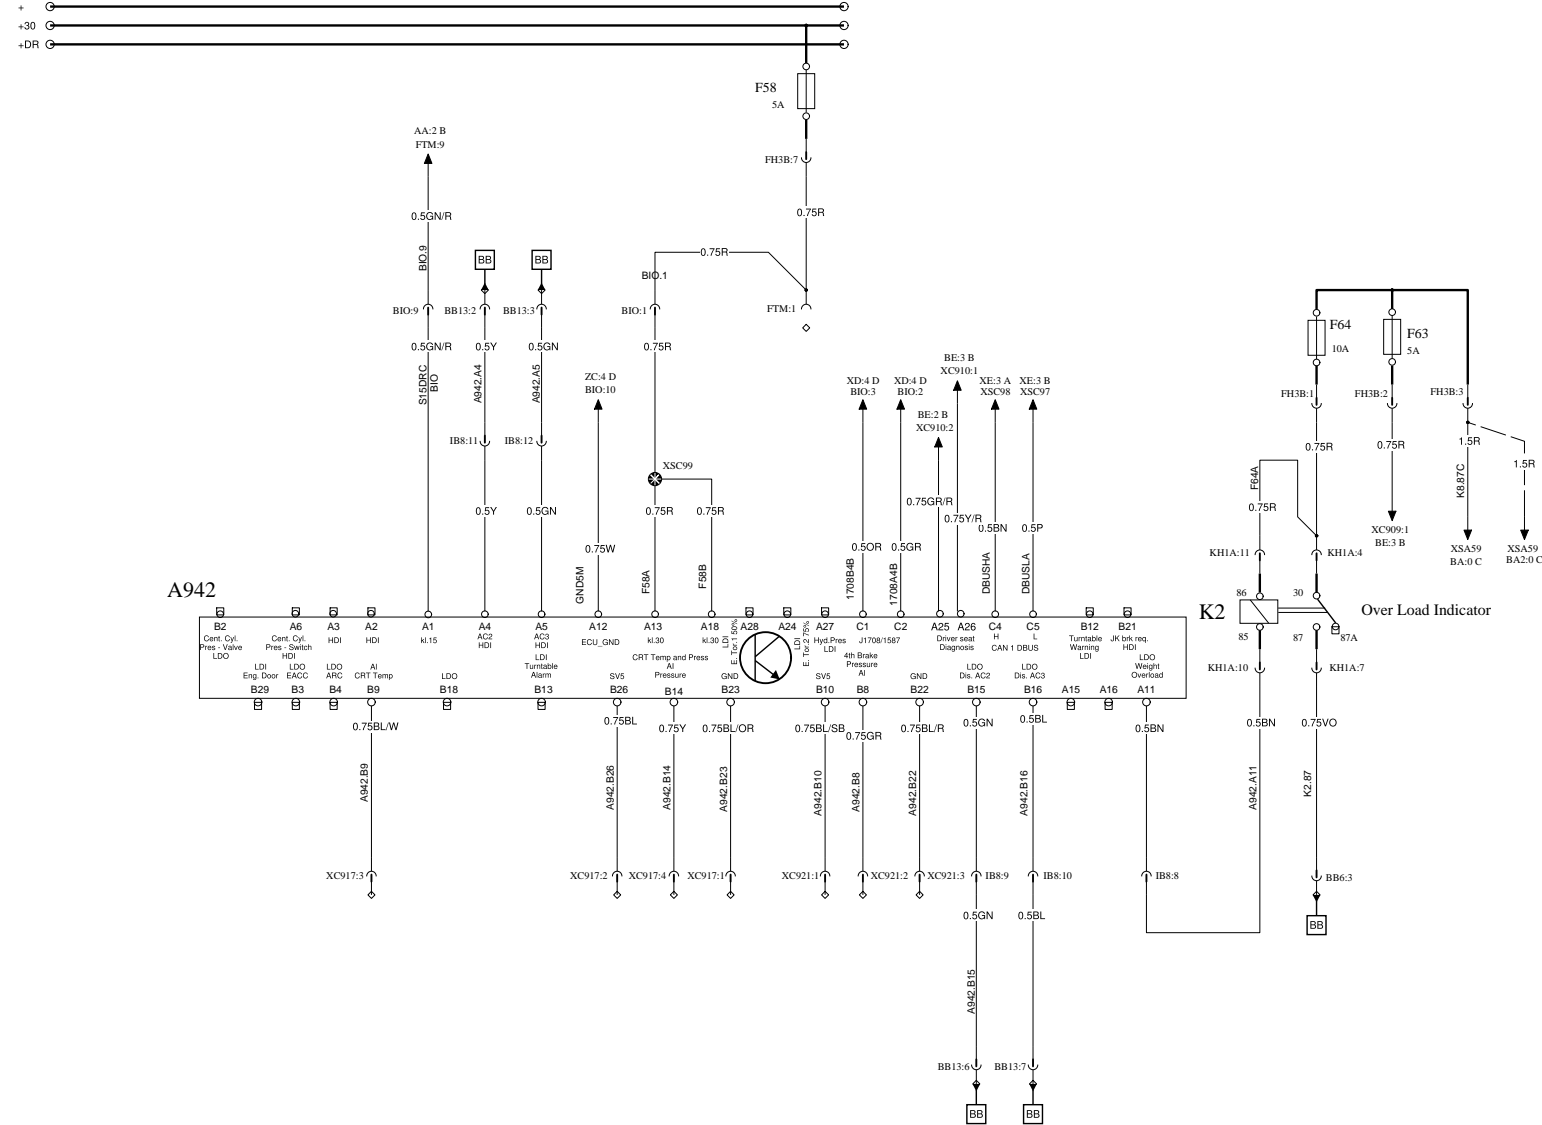 +
+30
+DR
F58
5A
AA:2 B
FTM:9
FH3B:7
0.5GN/R
0.75R
BIO.9
BB
BB
0.75R
BIO.1
BIO:9
BB13:2
BB13:3
BIO:1
FTM:1
F64
10A
F63
5A
0.5GN/R
0.5Y
0.5GN
0.75R
S15DRC
BIO
A942.A4
A942.A5
ZC:4 D
BIO:10
XD:4 D
BIO:3
XD:4 D
BIO:2
BE:3 B
XC910:1
XE:3 A
XSC98
XE:3 B
XSC97
BE:2 B
XC910:2
FH3B:1
FH3B:2
FH3B:3
IB8:11
IB8:12
0.75R
0.75R
1.5R
1.5R
XSC99
F64A
K8.87C
0.75GR/R
0.75R
0.5Y
0.5GN
0.75R
0.75R
0.75Y/R
0.5BN
0.5P
XC909:1
BE:3 B
0.75W
0.5OR
0.5GR
XSA59
BA:0 C
XSA59
BA2:0 C
KH1A:11
KH1A:4
GND5M
F58A
F58B
1708B4B
1708A4B
DBUSHA
DBUSLA
A942
86
30
K2
Over Load Indicator
B2
A6
A3
A2
A1
A4
A5
A12
A13
A18
A28
A24
A27
C1
C2
A25
A26
C4
C5
B12
B21
85
87
87A
Cent. Cyl.
Pres - Valve
LDO
Cent. Cyl.
Pres - Switch
HDI
HDI
HDI
kl.15
AC2
HDI
AC3
HDI
ECU_GND
kl.30
kl.30
LDI
E. Tor.1 50%
LDI
E. Tor.2 75%
Hyd.Pres
LDI
J1708/1587
Driver seat
Diagnosis
H
L
CAN 1 DBUS
Turntable
Warning
LDI
JK brk req.
HDI
LDI
Eng. Door
LDO
EACC
LDO
ARC
AI
CRT Temp
LDO
LDI
Turntable
Alarm
SV5
CRT Temp and Press
AI
Pressure
GND
SV5
4th Brake
Pressure
AI
GND
LDO
Dis. AC2
LDO
Dis. AC3
LDO
Weight
Overload
B29
B3
B4
B9
B18
B13
B26
B14
B23
B10
B8
B22
B15
B16
A15
A16
A11
KH1A:10
KH1A:7
0.75BL/W
0.75BL
0.75Y
0.75BL/OR
0.75BL/SB
0.75GR
0.75BL/R
0.5GN
0.5BL
0.5BN
0.5BN
0.75VO
A942.B9
A942.B26
A942.B14
A942.B23
A942.B10
A942.B8
A942.B22
A942.B16
A942.A11
K2.87
XC917:3
XC917:2
XC917:4
XC917:1
XC921:1
XC921:2
XC921:3
IB8:9
IB8:10
IB8:8
BB6:3
0.5GN
0.5BL
BB
A942.B15
BB13:6
BB13:7
BB
BB